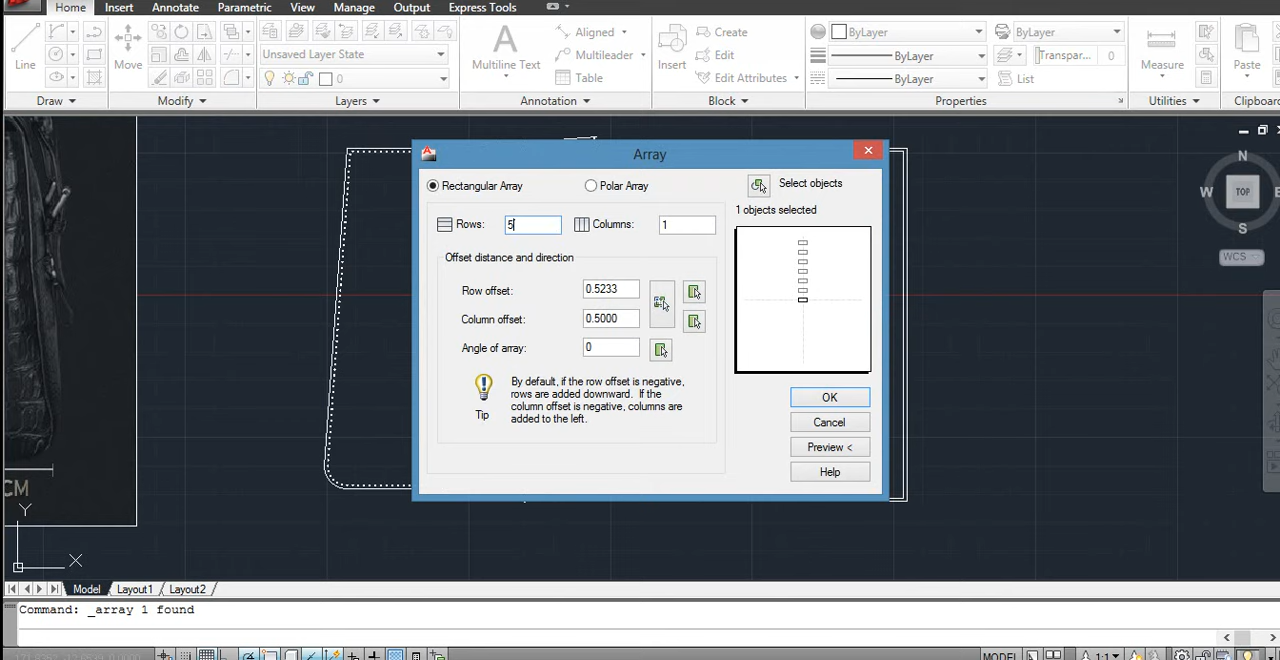 Home Insert Annotate Parametric View Manage Output Express Tools
Line
Move
Unsaved Layer State
0
Multiline Text
Aligned
Multileader
Table
Insert
Create
Edit
Edit Attributes
ByLayer
ByLayer
ByLayer
ByLayer
Transpar... 0
List
Measure
Paste
Draw Modify Layers Annotation Block Properties Utilities Clipboard
Array
Rectangular Array
Polar Array
Select objects
1 objects selected
Rows: 5
Columns: 1
Offset distance and direction
Row offset: 0.5233
Column offset: 0.5000
Angle of array: 0
Tip
By default, if the row offset is negative,
rows are added downward. If the
column offset is negative, columns are
added to the left.
OK
Cancel
Preview <
Help
N
W TOP E
S
WCS
CM
Y
X
Model Layout1 Layout2
Command: _array 1 found
MODEL
1:1